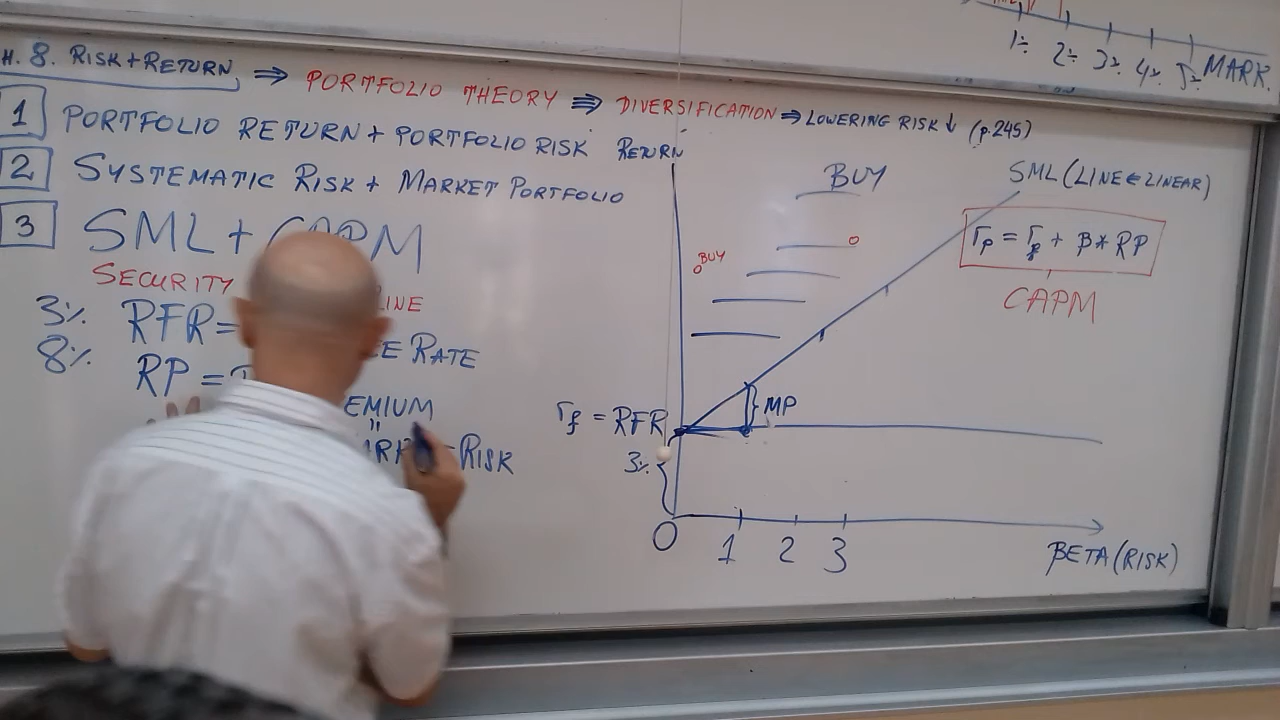 H. 8. RISK+RETURN ⇒ PORTFOLIO THEORY ⇒ DIVERSIFICATION ⇒ LOWERING RISK ↓ (p.245)
1 PORTFOLIO RETURN + PORTFOLIO RISK
2 SYSTEMATIC RISK + MARKET PORTFOLIO
3 SML + CAPM
SECURITY LINE
3% RFR = EE RATE
8% RP = EMIUM
"
= RISK
RETURN
BUY
SML (LINE ∈ LINEAR)
BUY
rp = rf + β * RP
CAPM
rf = RFR
MP
3%
0
1 2 3
BETA (RISK)
1% 2% 3% 4% 5% MARK.